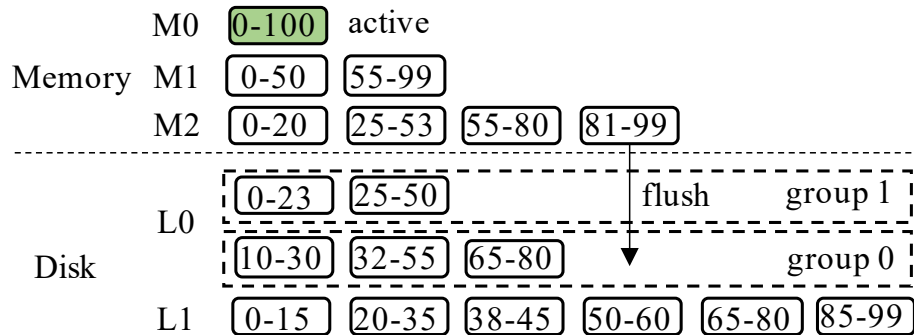 M0 0-100 active
Memory M1 0-50 55-99
M2 0-20 25-53 55-80 81-99
0-23 25-50 flush group 1
L0
Disk 10-30 32-55 65-80 group 0
L1 0-15 20-35 38-45 50-60 65-80 85-99